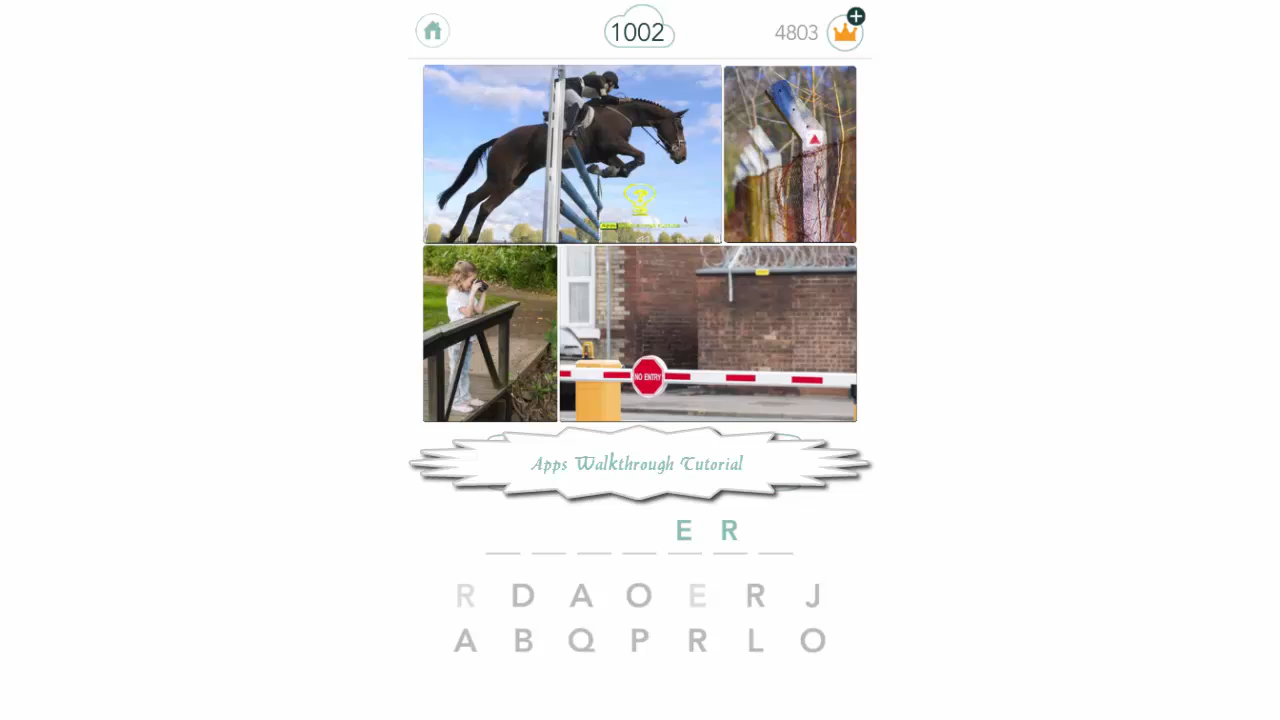 1002
4803
NO ENTRY
Apps Walkthrough Tutorial
E R
R D A O E R J
A B Q P R L O